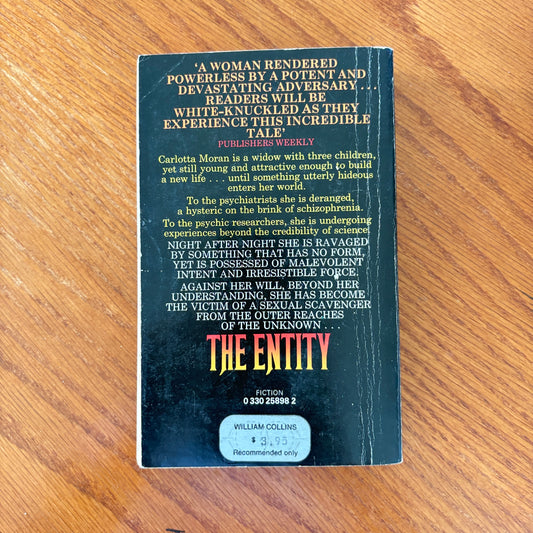 ‘A WOMAN RENDERED
POWERLESS BY A POTENT AND
DEVASTATING ADVERSARY . . .
READERS WILL BE
WHITE-KNUCKLED AS THEY
EXPERIENCE THIS INCREDIBLE
TALE’
PUBLISHERS WEEKLY
Carlotta Moran is a widow with three children,
yet still young and attractive enough to build
a new life . . . until something utterly hideous
enters her world.
To the psychiatrists she is deranged,
a hysteric on the brink of schizophrenia.
To the psychic researchers, she is undergoing
experiences beyond the credibility of science.
NIGHT AFTER NIGHT SHE IS RAVAGED
BY SOMETHING THAT HAS NO FORM,
YET IS POSSESSED OF MALEVOLENT
INTENT AND IRRESISTIBLE FORCE.
AGAINST HER WILL, BEYOND HER
UNDERSTANDING, SHE HAS BECOME
THE VICTIM OF A SEXUAL SCAVENGER
FROM THE OUTER REACHES
OF THE UNKNOWN . . .
THE ENTITY
FICTION
0 330 25898 2
WILLIAM COLLINS
$ 3.95
Recommended only